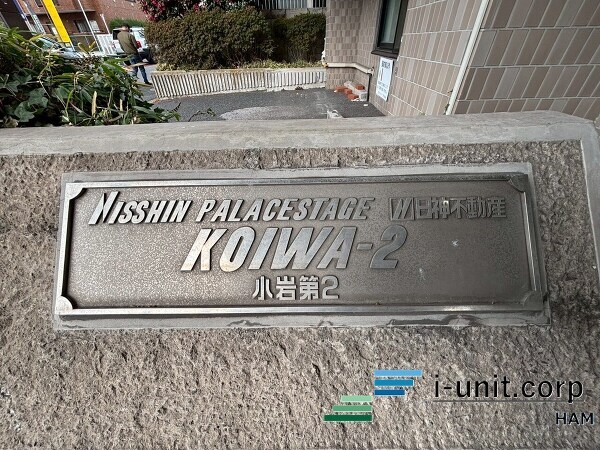 NISSHIN PALACESTAGE 日神不動産
KOIWA-2
小岩第2
i-unit.corp
HAM